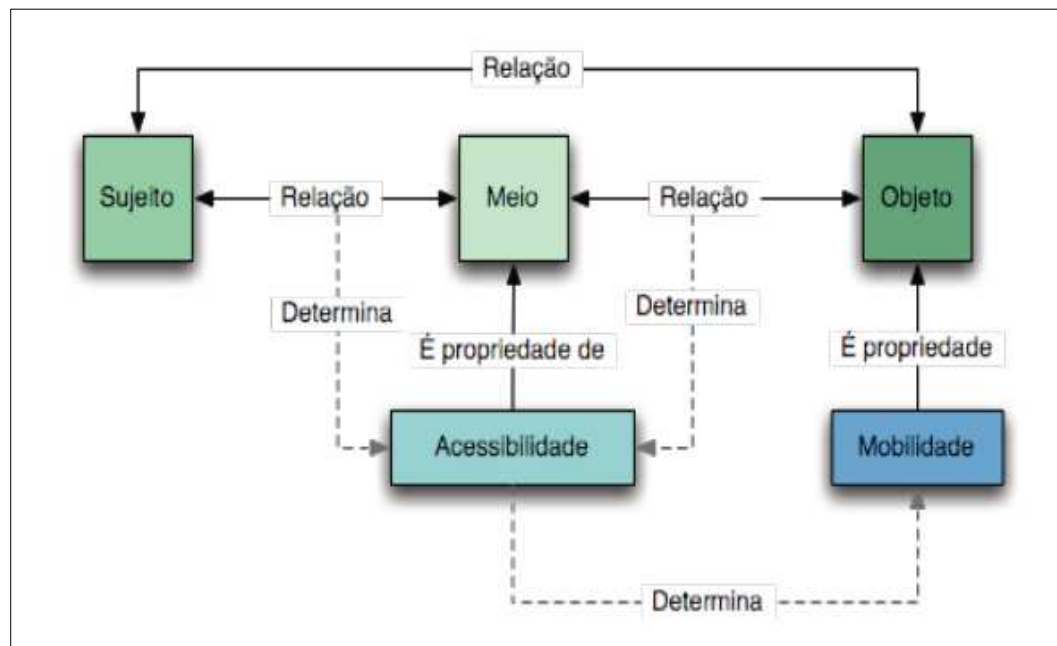 Relação
Sujeito
Relação
Meio
Relação
Objeto
Determina
Determina
É propriedade de
É propriedade
Acessibilidade
Mobilidade
Determina